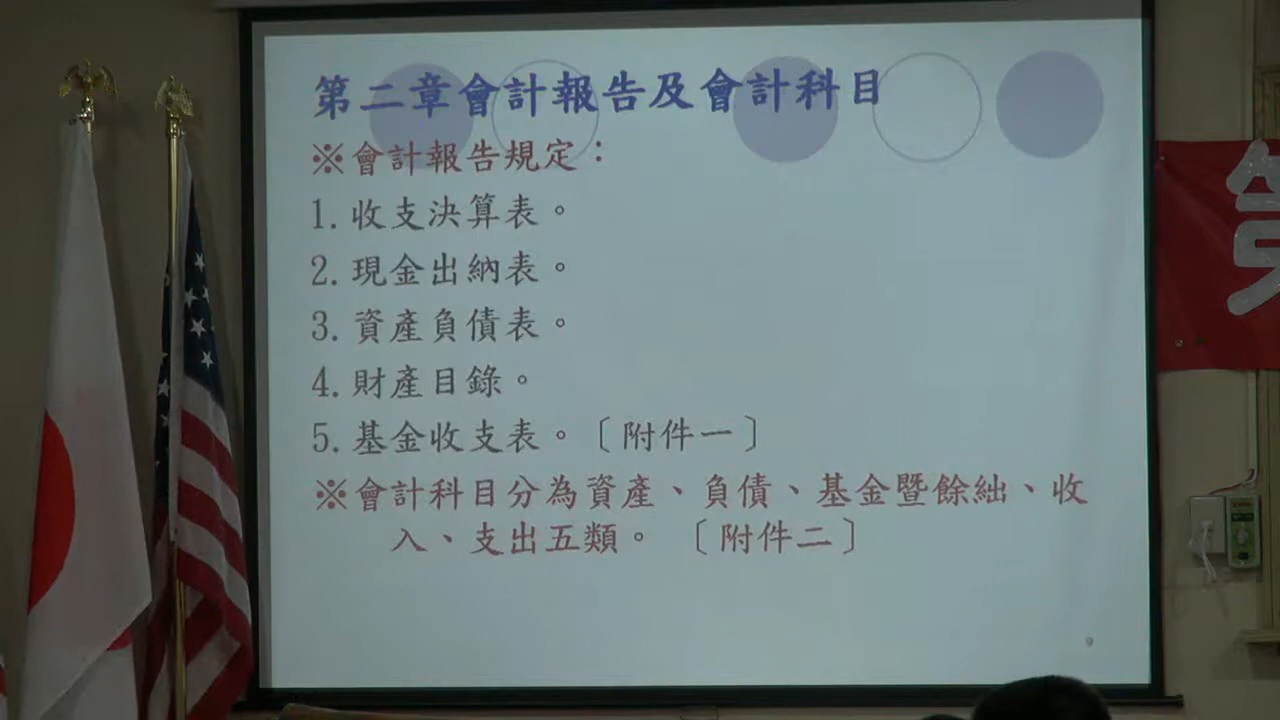 第二章會計報告及會計科目
※會計報告規定：
1.收支決算表。
2.現金出納表。
3.資產負債表。
4.財產目錄。
5.基金收支表。〔附件一〕
※會計科目分為資產、負債、基金暨餘絀、收
入、支出五類。〔附件二〕
9